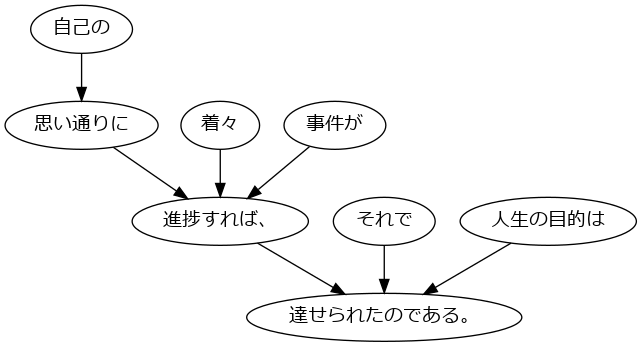 自己の
思い通りに
着々
事件が
進捗すれば、
それで
人生の目的は
達せられたのである。